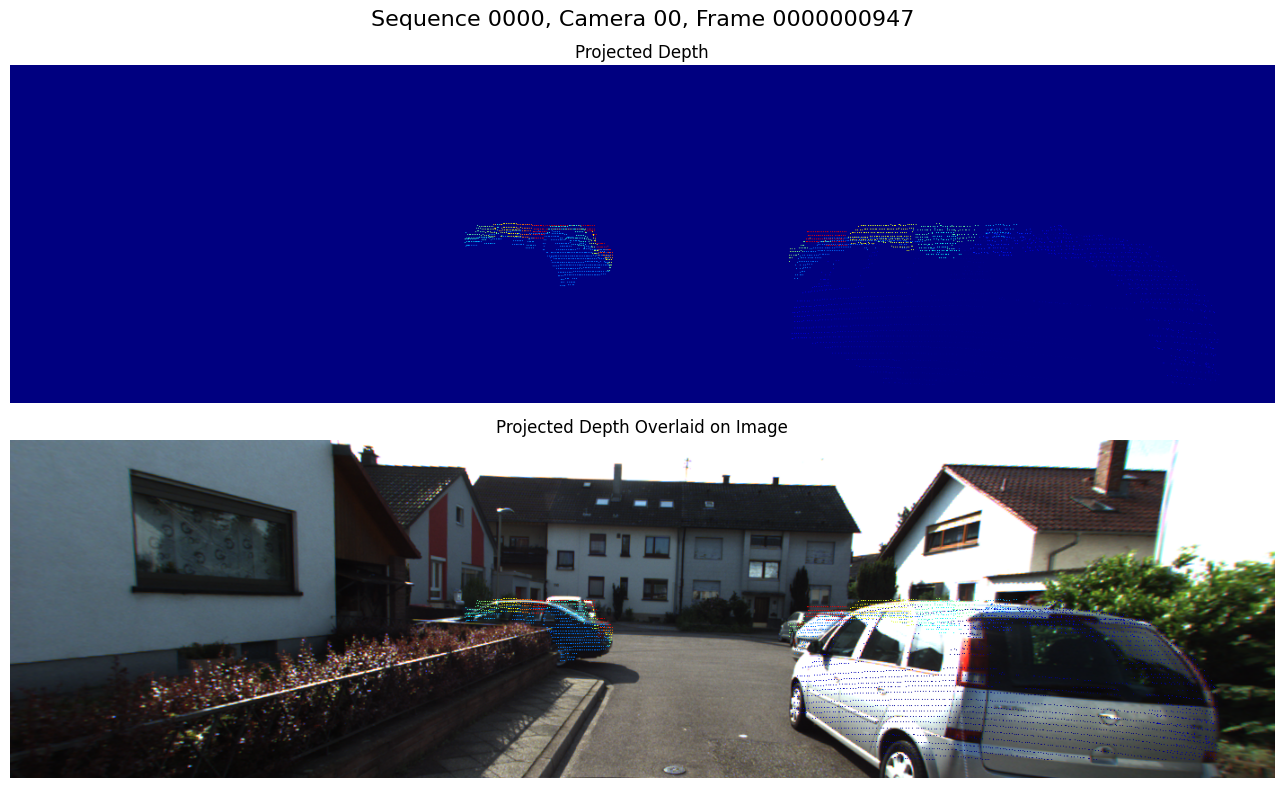 Sequence 0000, Camera 00, Frame 0000000947
Projected Depth
Projected Depth Overlaid on Image